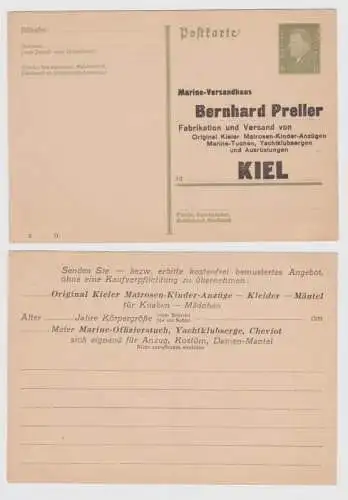 Absender:
Postkarte
Marine-Versandhaus
Bernhard Preller
Fabrikation und Versand von
Original Kieler Matrosen-Kinder-Anzügen
Marine-Tuchen, Yachtklubsergen
und Ausrüstungen
in
KIEL
Senden Sie — bezw. erbitte kostenfrei bemustertes Angebot,
ohne eine Kaufverpflichtung zu übernehmen:
Original Kieler Matrosen-Kinder-Anzüge — Kleider — Mäntel
für Knaben — Mädchen
Alter Jahre Körpergröße cm
Meter Marine-Offizierstuch, Yachtklubserge, Cheviot
sich eignend für Anzug, Kostüm, Damen-Mantel